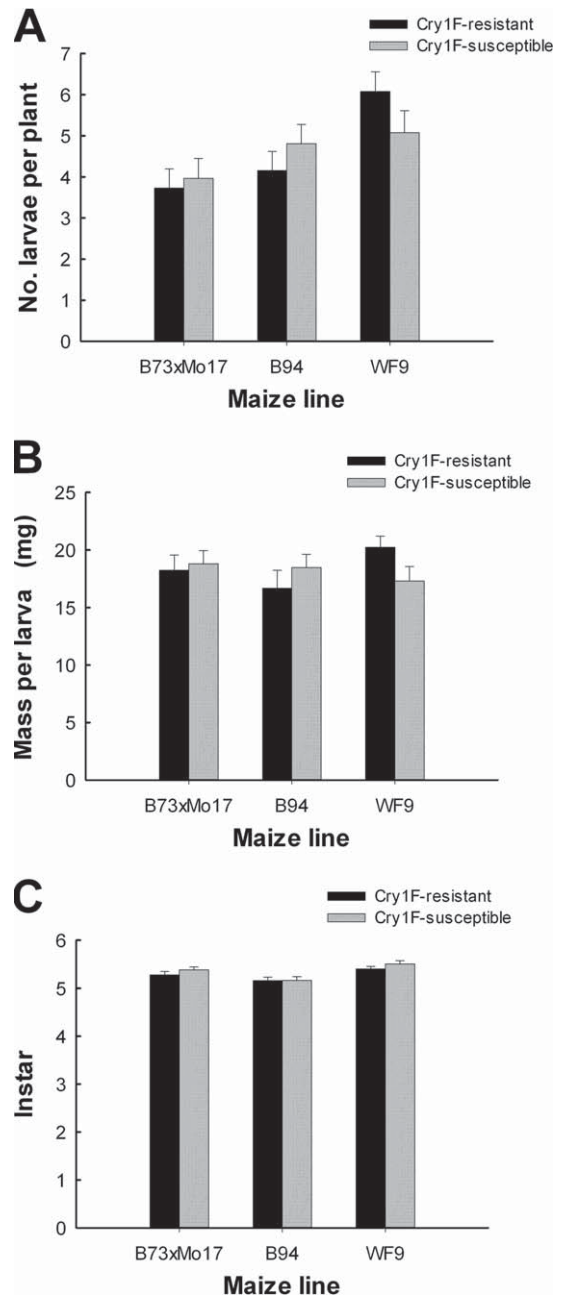 A
Cry1F-resistant
Cry1F-susceptible
No. larvae per plant
7
6
5
4
3
2
1
0
B73xMo17 B94 WF9
Maize line
B
Cry1F-resistant
Cry1F-susceptible
Mass per larva (mg)
25
20
15
10
5
0
B73xMo17 B94 WF9
Maize line
C
Cry1F-resistant
Cry1F-susceptible
Instar
6
5
4
3
2
1
0
B73xMo17 B94 WF9
Maize line